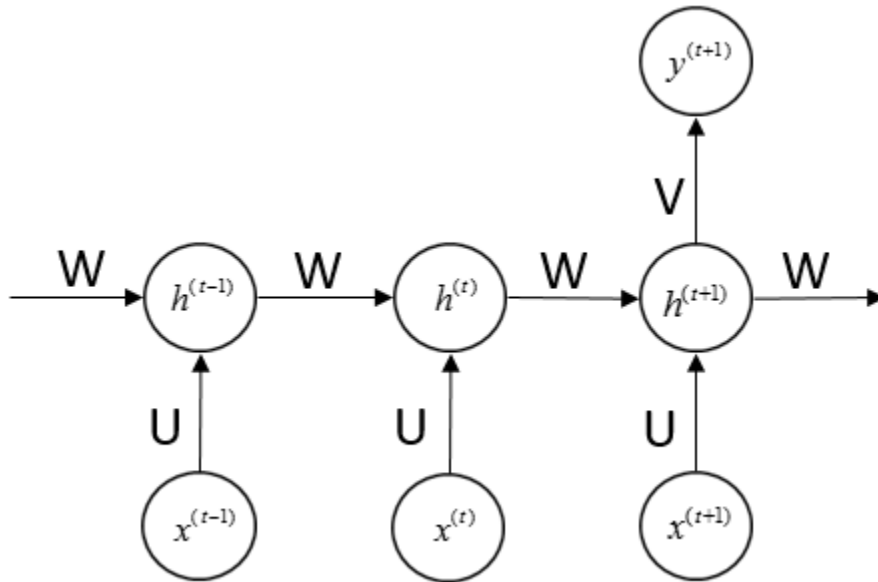 y^(t+1)
V
W W W W
h^(t−1) h^(t) h^(t+1)
U U U
x^(t−1) x^(t) x^(t+1)